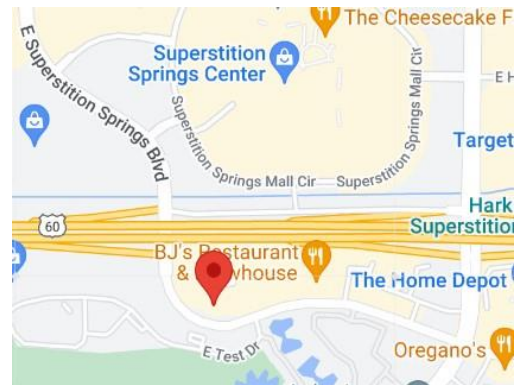 The Cheesecake F
E Superstition Springs Blvd
Superstition
Springs Center
Superstition Springs Mall Cir
E H
Target
Superstition Springs Mall Cir
Superstition
Springs Mall Cir
60
Hark
Superstition
BJ's Restaurant
& 
The Home Depot
E Test Dr
Oregano's